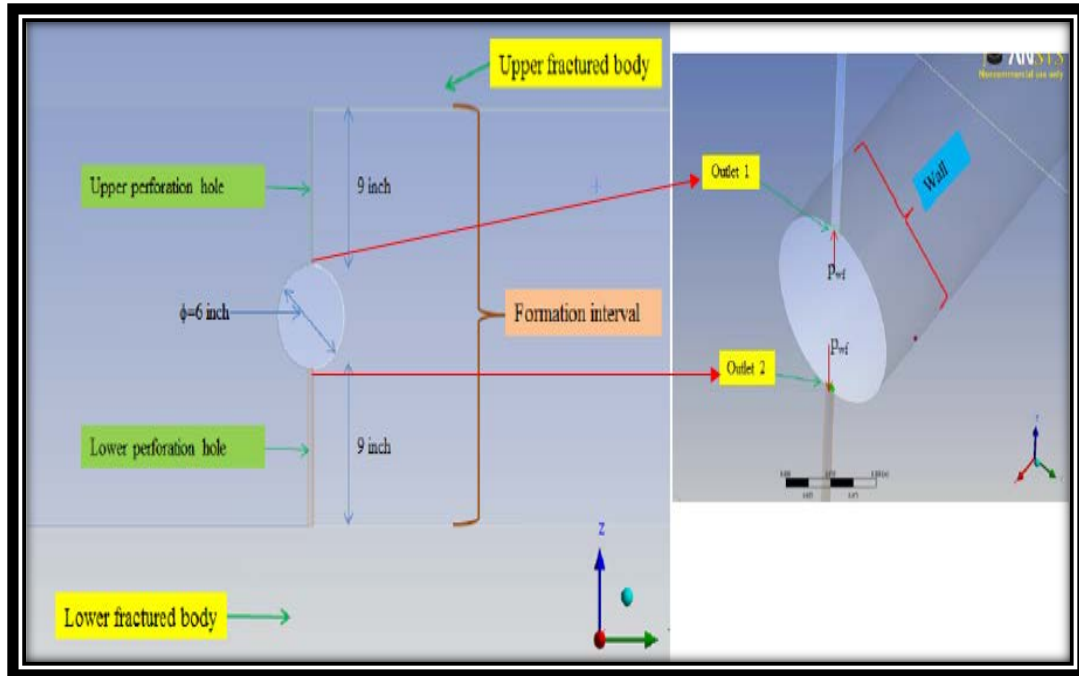 Upper fractured body
Upper perforation hole
9 inch
ϕ=6 inch
Formation interval
Lower perforation hole
9 inch
Lower fractured body
z
ANSYS
Noncommercial use only
Outlet 1
Wall
Pwf
Pwf
Outlet 2
z